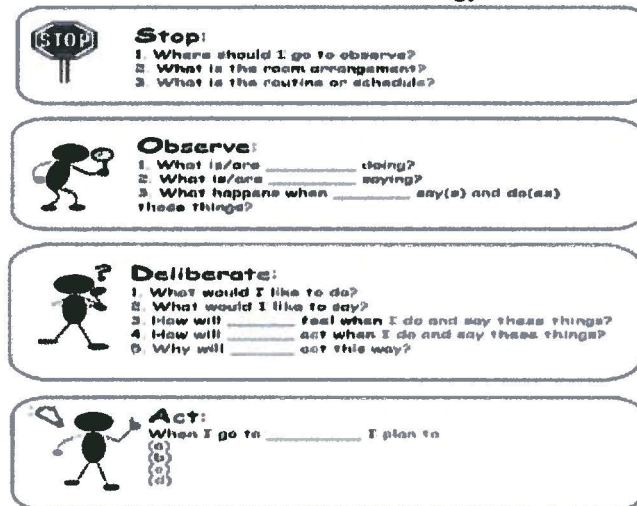 STOP
Stop:
1. Where should I go to observe?
2. What is the room arrangement?
3. What is the routine or schedule?
Observe:
1. What is/are __________ doing?
2. What is/are __________ saying?
3. What happens when ________ say(s) and do(es)
these things?
?
Deliberate:
1. What would I like to do?
2. What would I like to say?
3. How will _______ feel when I do and say these things?
4. How will _______ act when I do and say these things?
5. Why will _______ act this way?
Act:
When I go to __________ I plan to
(a)
(b)
(c)
(d)